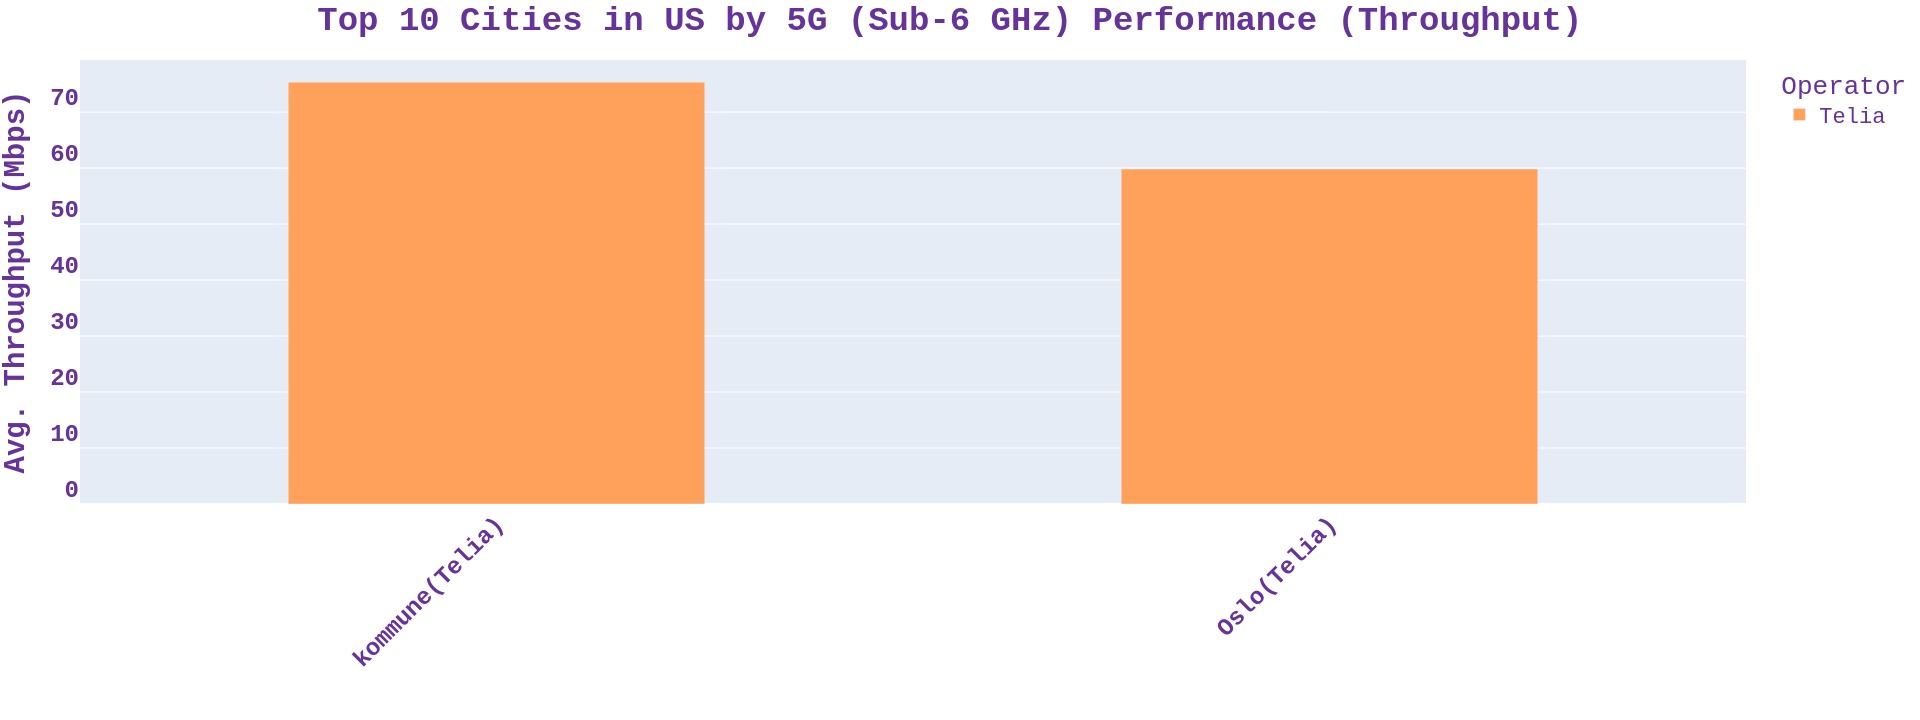 Top 10 Cities in US by 5G (Sub-6 GHz) Performance (Throughput)
Avg. Throughput (Mbps)
70
60
50
40
30
20
10
0
kommune(Telia)
Oslo(Telia)
Operator
Telia